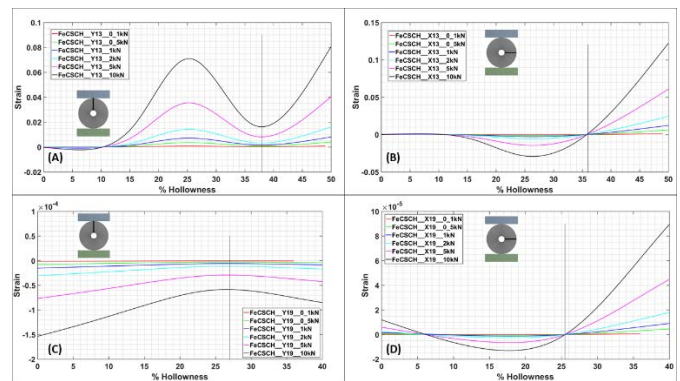 0.1
0.08
0.06
0.04
0.02
0
-0.02
Strain
FeCSCH__Y13__0_1kN
FeCSCH__Y13__0_5kN
FeCSCH__Y13__1kN
FeCSCH__Y13__2kN
FeCSCH__Y13__5kN
FeCSCH__Y13__10kN
(A)
0 5 10 15 20 25 30 35 40 45 50
% Hollowness
0.15
0.1
0.05
0
-0.05
Strain
FeCSCH__X13__0_1kN
FeCSCH__X13__0_5kN
FeCSCH__X13__1kN
FeCSCH__X13__2kN
FeCSCH__X13__5kN
FeCSCH__X13__10kN
(B)
0 5 10 15 20 25 30 35 40 45 50
% Hollowness
1 ×10-4
0.5
0
-0.5
-1
-1.5
-2
Strain
FeCSCH__Y19__0_1kN
FeCSCH__Y19__0_5kN
FeCSCH__Y19__1kN
FeCSCH__Y19__2kN
FeCSCH__Y19__5kN
FeCSCH__Y19__10kN
(C)
0 5 10 15 20 25 30 35 40
% Hollowness
10 ×10-5
8
6
4
2
0
-2
Strain
FeCSCH__X19__0_1kN
FeCSCH__X19__0_5kN
FeCSCH__X19__1kN
FeCSCH__X19__2kN
FeCSCH__X19__5kN
FeCSCH__X19__10kN
(D)
0 5 10 15 20 25 30 35 40
% Hollowness